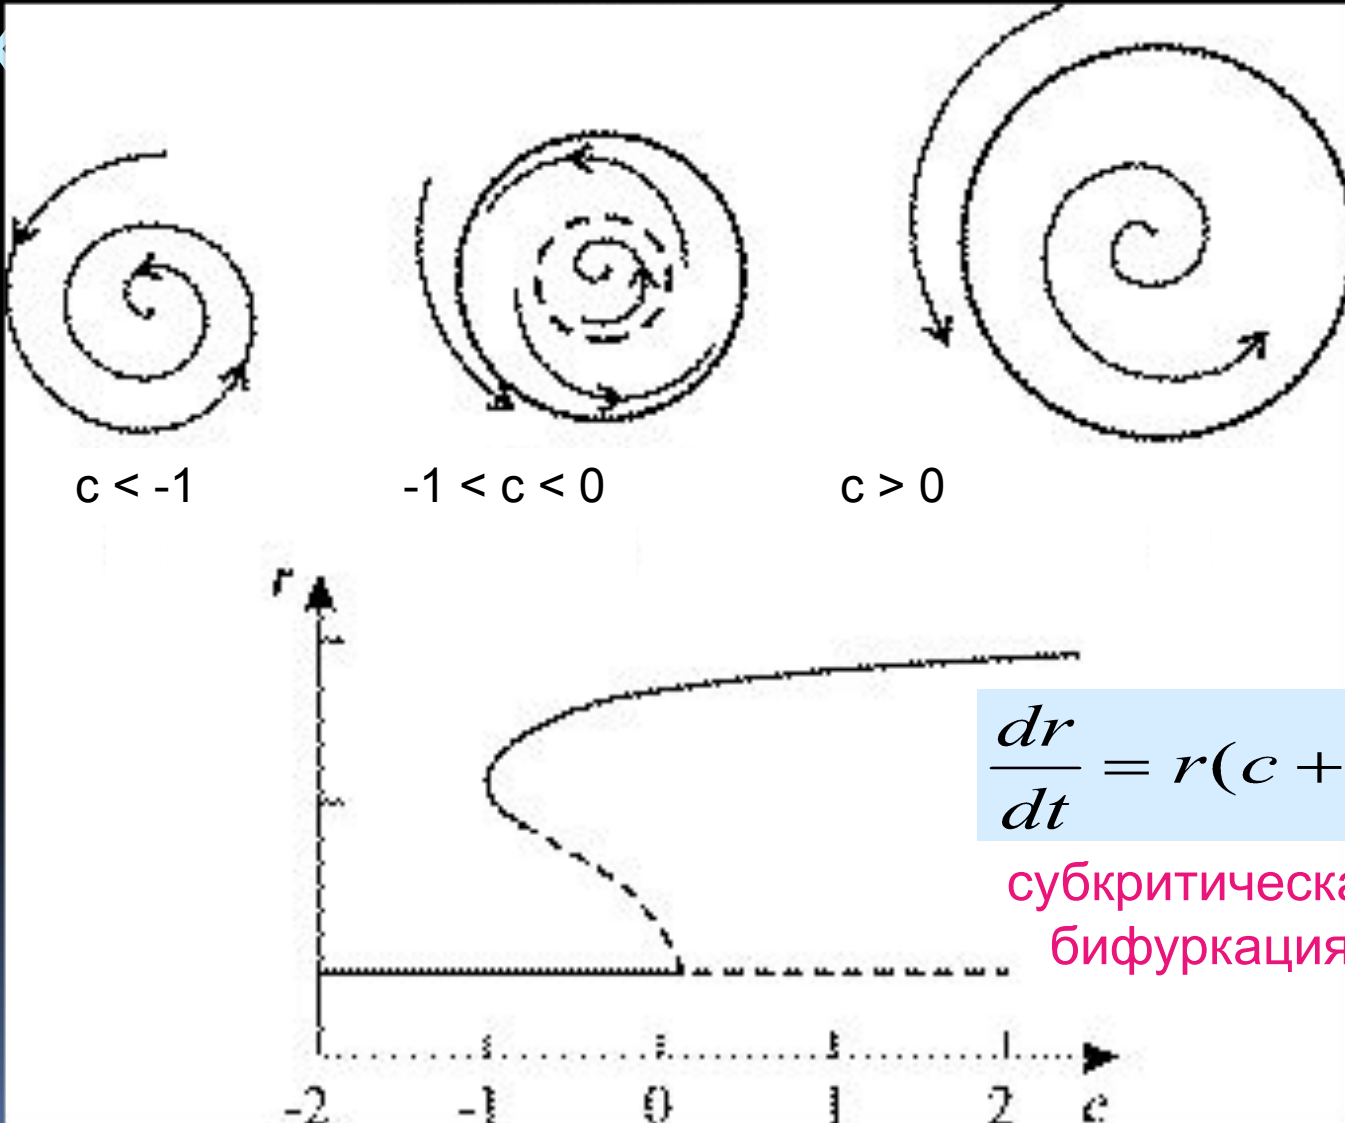 c < -1
-1 < c < 0
c > 0
r
dr
dt
= r(c +
субкритическа
бифуркация
-2 -1 0 1 2 c